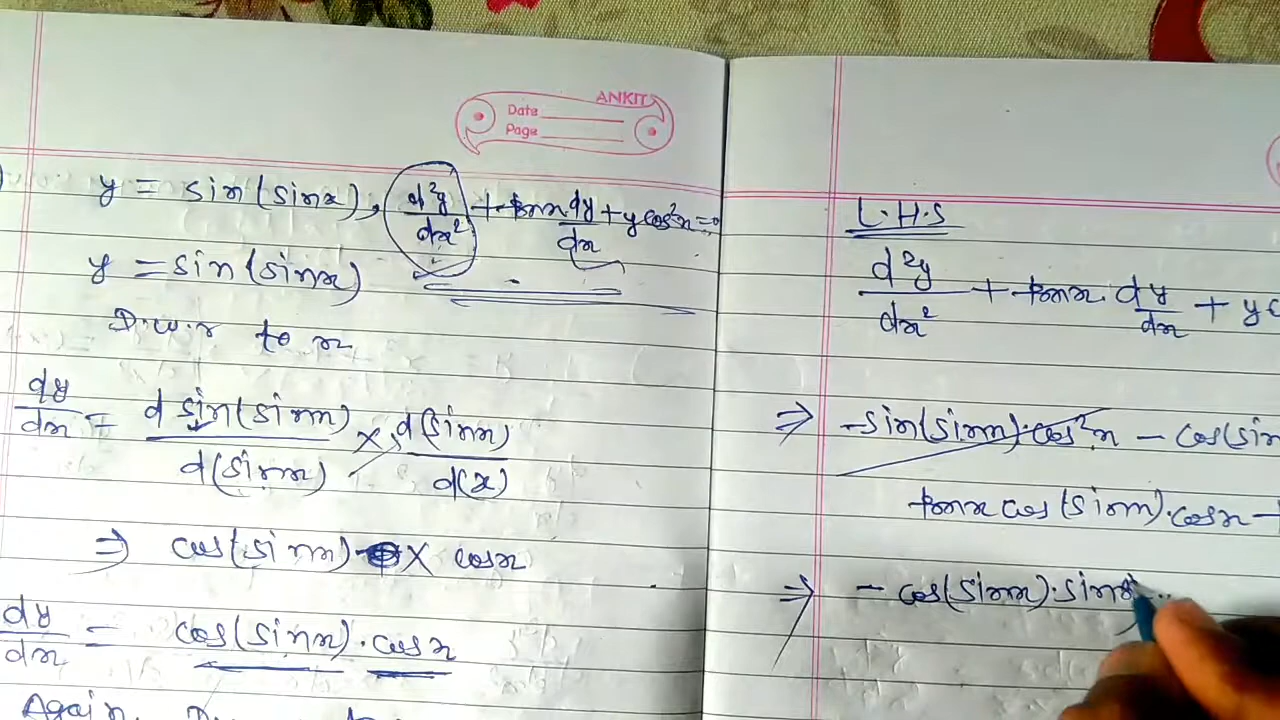 ANKIT
Date
Page
y = sin(sinx), d²y/dx² + tanx dy/dx + y cos²x = 0
y = sin(sinx)
D.w.r to x
dy/dx = d sin(sinx)/d(sinx) × d(sinx)/d(x)
⇒ cos(sinx) × cosx
dy/dx = cos(sinx).cosx
Again,
L.H.S
d²y/dx² + tanx. dy/dx + y
⇒ -sin(sinx).cos²x - cos(sin
tanx cos(sinx).cosx -
⇒ - cos(sinx).sinx